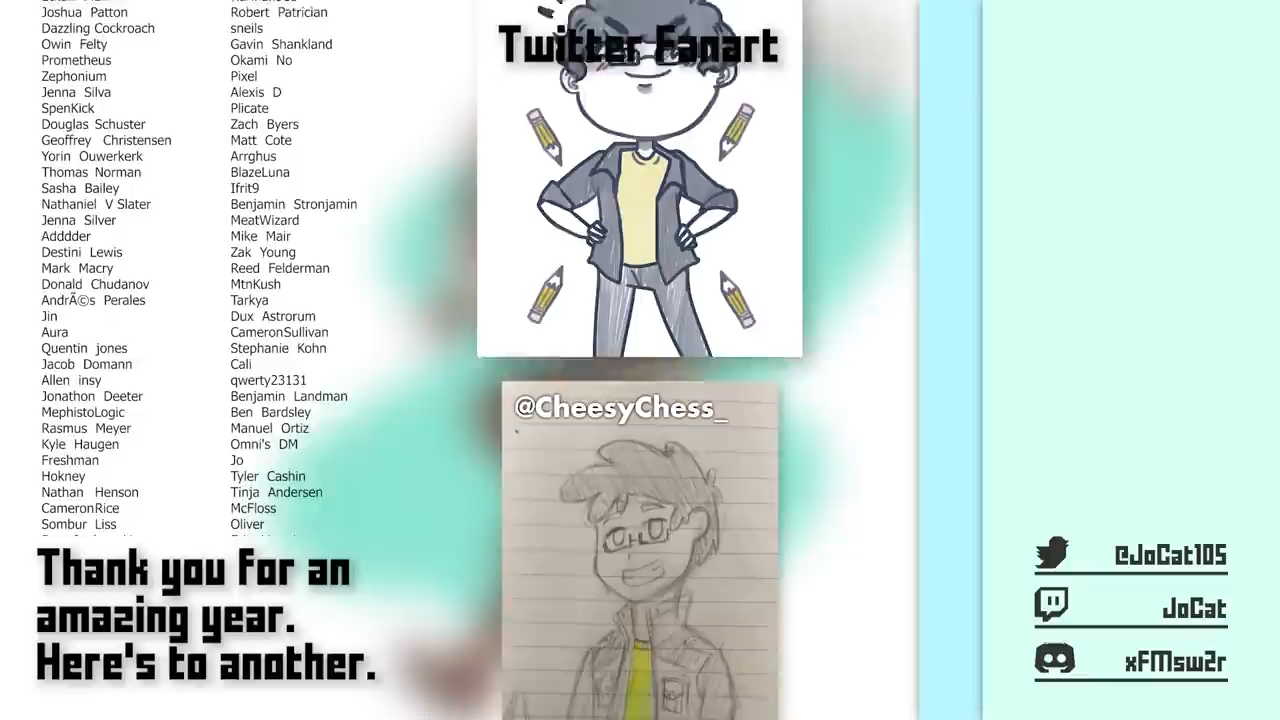 Joshua Patton
Dazzling Cockroach
Owin Felty
Prometheus
Zephonium
Jenna Silva
SpenKick
Douglas Schuster
Geoffrey Christensen
Yorin Ouwerkerk
Thomas Norman
Sasha Bailey
Nathaniel V Slater
Jenna Silver
Adddder
Destini Lewis
Mark Macry
Donald Chudanov
AndrÃ©s Perales
Jin
Aura
Quentin jones
Jacob Domann
Allen insy
Jonathon Deeter
MephistoLogic
Rasmus Meyer
Kyle Haugen
Freshman
Hokney
Nathan Henson
CameronRice
Sombur Liss
Robert Patrician
sneils
Gavin Shankland
Okami No
Pixel
Alexis D
Plicate
Zach Byers
Matt Cote
Arrghus
BlazeLuna
Ifrit9
Benjamin Stronjamin
MeatWizard
Mike Mair
Zak Young
Reed Felderman
MtnKush
Tarkya
Dux Astrorum
CameronSullivan
Stephanie Kohn
Cali
qwerty23131
Benjamin Landman
Ben Bardsley
Manuel Ortiz
Omni's DM
Jo
Tyler Cashin
Tinja Andersen
McFloss
Oliver
Thank you for an
amazing year.
Here's to another.
Twitter Fanart
@CheesyChess_
@JoCat105
JoCat
xFMsw2r